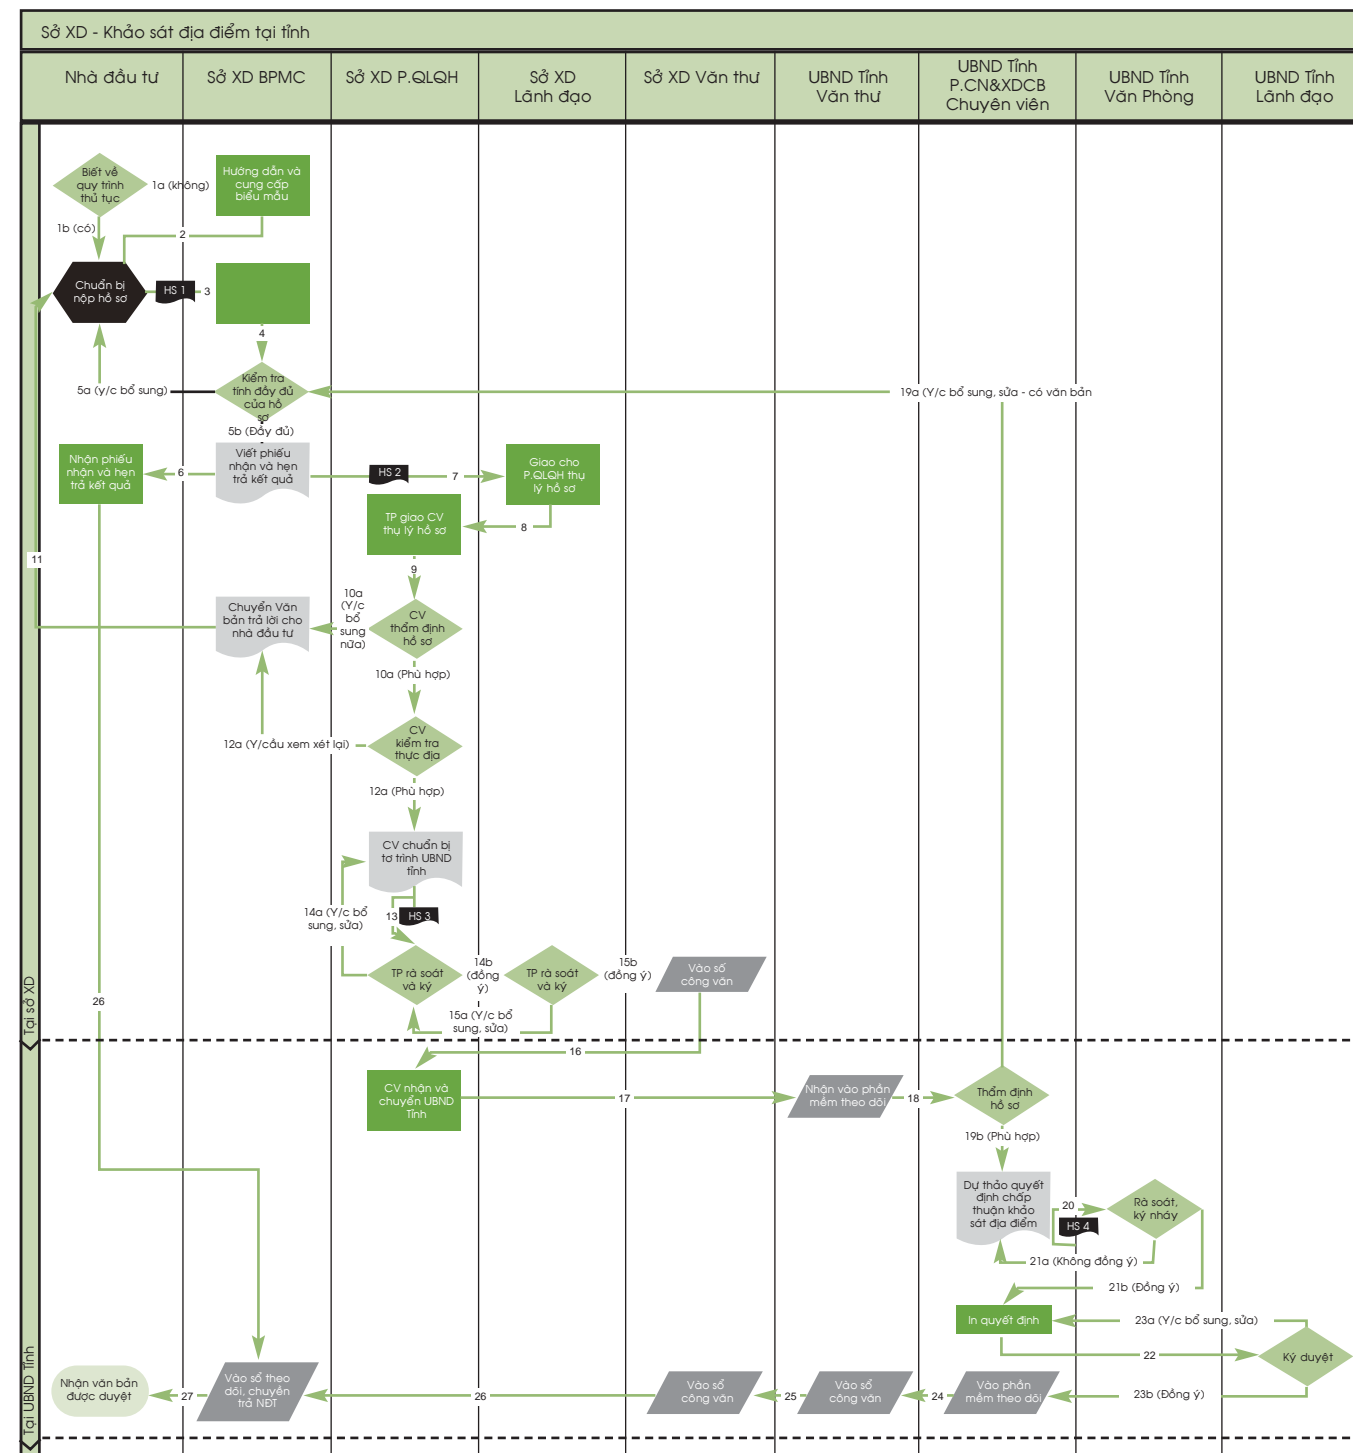 Sở XD - Khảo sát địa điểm tại tỉnh
Nhà đầu tư
Sở XD BPMC
Sở XD P.QLQH
Sở XD
Lãnh đạo
Sở XD Văn thư
UBND Tỉnh
Văn thư
UBND Tỉnh
P.CN&XDCB
Chuyên viên
UBND Tỉnh
Văn Phòng
UBND Tỉnh
Lãnh đạo
Biết về
quy trình
thủ tục
1a (không)
Hướng dẫn và
cung cấp
biểu mẫu
1b (có)
2
Chuẩn bị
nộp hồ sơ
HS 1
3
4
5a (y/c bổ sung)
Kiểm tra
tính đầy đủ
của hồ
sơ
19a (Y/c bổ sung, sửa - có văn bản
5b (Đầy đủ)
Nhận phiếu
nhận và hẹn
trả kết quả
6
Viết phiếu
nhận và hẹn
trả kết quả
HS 2
7
Giao cho
P.QLQH thụ
lý hồ sơ
TP giao CV
thụ lý hồ sơ
8
11
9
10a
(Y/c
bổ
sung
nữa)
Chuyển Văn
bản trả lời cho
nhà đầu tư
CV
thẩm định
hồ sơ
10a (Phù hợp)
12a (Y/cầu xem xét lại)
CV
kiểm tra
thực địa
12a (Phù hợp)
CV chuẩn bị
tơ trình UBND
tỉnh
14a (Y/c bổ
sung, sửa)
13
HS 3
TP rà soát
và ký
14b
(đồng
ý)
TP rà soát
và ký
15b
(đồng ý)
Vào số
công văn
15a (Y/c bổ
sung, sửa)
26
Tại sở XD
16
CV nhận và
chuyển UBND
Tỉnh
17
Nhận vào phần
mềm theo dõi
18
Thẩm định
hồ sơ
19b (Phù hợp)
Dự thảo quyết
định chấp
thuận khảo
sát địa điểm
20
HS 4
Rà soát,
ký nháy
21a (Không đồng ý)
21b (Đồng ý)
In quyết định
23a (Y/c bổ sung, sửa)
22
Ký duyệt
23b (Đồng ý)
Nhận văn bản
được duyệt
27
Vào sổ theo
dõi, chuyển
trả NĐT
26
Vào sổ
công văn
25
Vào sổ
công văn
24
Vào phần
mềm theo dõi
Tại UBND Tỉnh